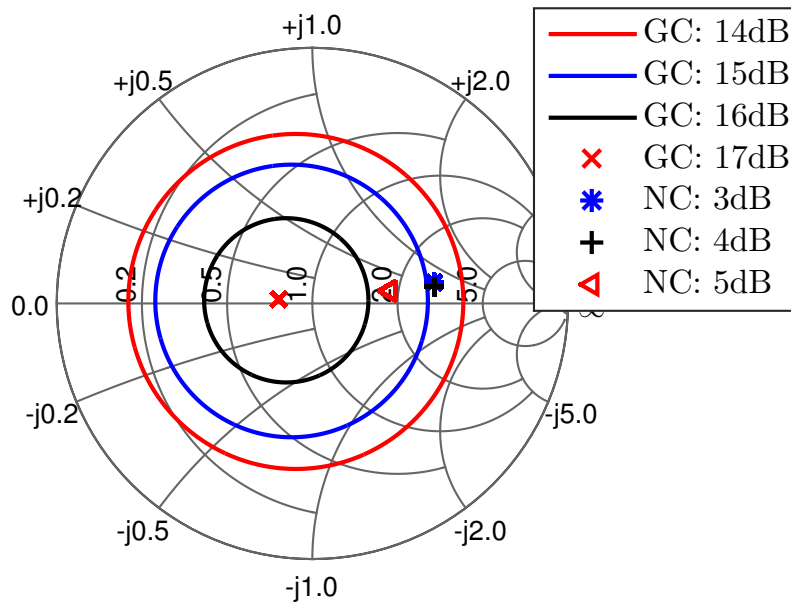 +j1.0
GC: 14dB
+j0.5
+j2.0
GC: 15dB
GC: 16dB
GC: 17dB
+j0.2
NC: 3dB
NC: 4dB
NC: 5dB
0.0
0.2
0.5
1.0
2.0
5.0
∞
-j0.2
-j5.0
-j0.5
-j2.0
-j1.0